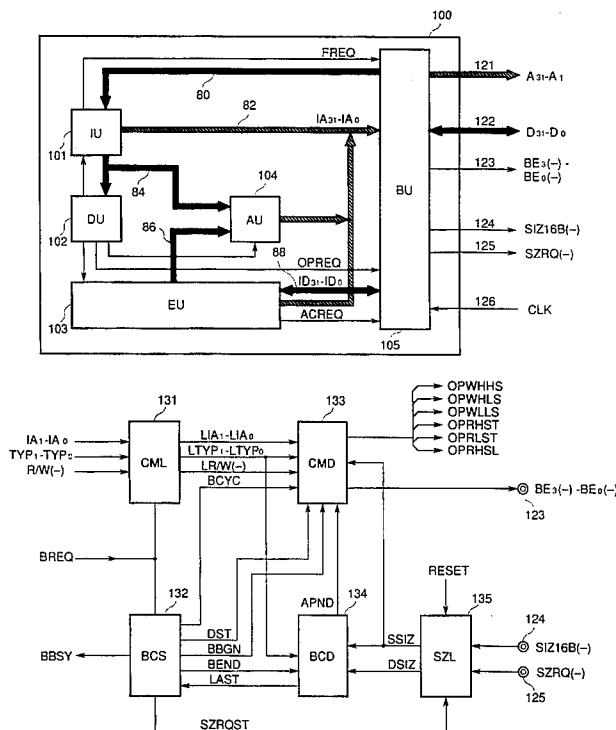 100
FREQ
121
A31-A1
80
82
IA31-IA0
122
D31-D0
IU
101
104
BU
123
BE3(-) -
BE0(-)
84
DU
AU
102
86
124
SIZ16B(-)
88
OPREQ
125
SZRQ(-)
ID31-ID0
EU
126
CLK
103
ACREQ
105
131
133
OPWHHS
OPWHLS
OPWLLS
OPRHST
OPRLST
OPRHSL
IA1-IA0
LIA1-LIA0
TYP1-TYP0
CML
LTYP1-LTYP0
CMD
R/W(-)
LR/W(-)
BCYC
BE3(-) -BE0(-)
123
BREQ
RESET
132
APND
134
135
124
DST
SSIZ
SIZ16B(-)
BBSY
BCS
BBGN
BCD
SZL
BEND
DSIZ
SZRQ(-)
LAST
125
SZRQST